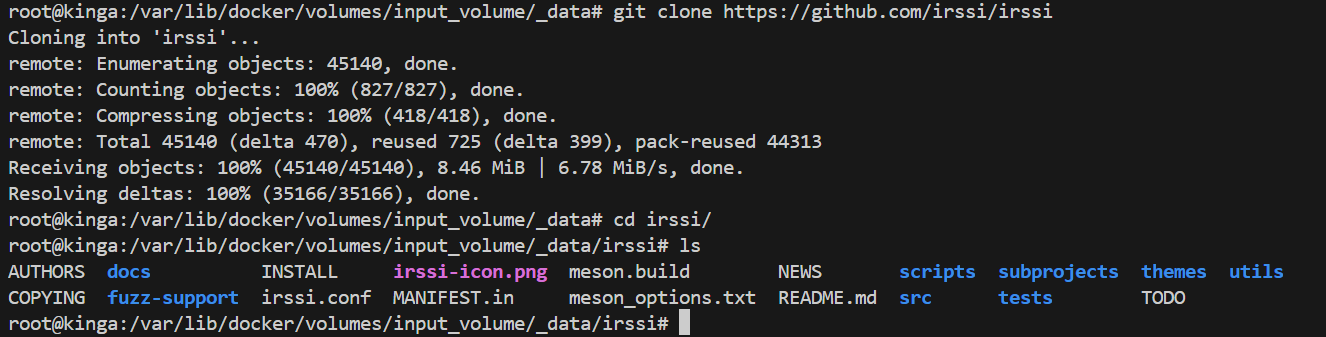 root@kinga:/var/lib/docker/volumes/input_volume/_data# git clone https://github.com/irssi/irssi
Cloning into 'irssi'...
remote: Enumerating objects: 45140, done.
remote: Counting objects: 100% (827/827), done.
remote: Compressing objects: 100% (418/418), done.
remote: Total 45140 (delta 470), reused 725 (delta 399), pack-reused 44313
Receiving objects: 100% (45140/45140), 8.46 MiB | 6.78 MiB/s, done.
Resolving deltas: 100% (35166/35166), done.
root@kinga:/var/lib/docker/volumes/input_volume/_data# cd irssi/
root@kinga:/var/lib/docker/volumes/input_volume/_data/irssi# ls
AUTHORS  docs          INSTALL     irssi-icon.png  meson.build        NEWS       scripts  subprojects  themes  utils
COPYING  fuzz-support  irssi.conf  MANIFEST.in     meson_options.txt  README.md  src      tests        TODO
root@kinga:/var/lib/docker/volumes/input_volume/_data/irssi#